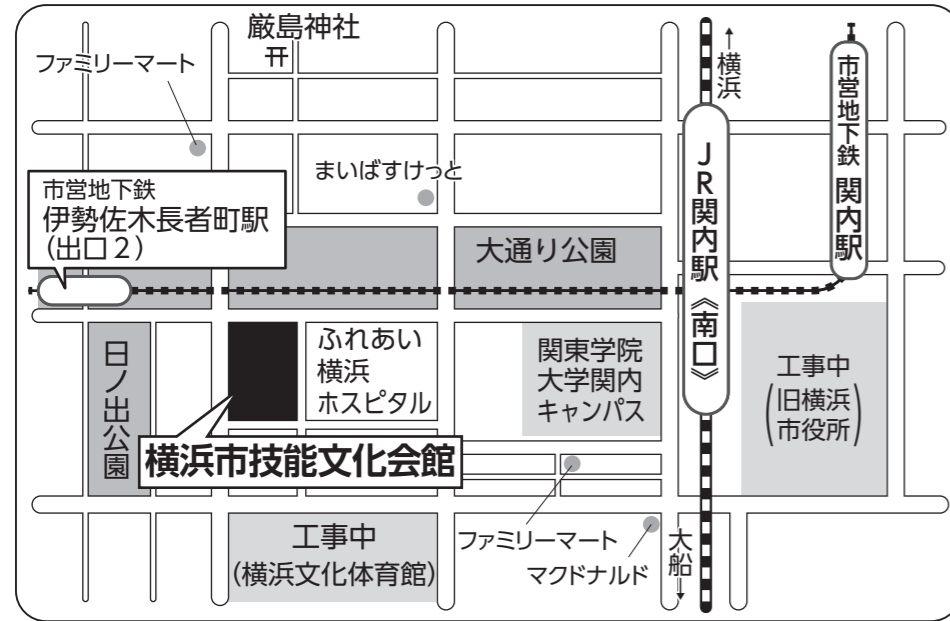 厳島神社
ファミリーマート
↑横浜
市営地下鉄 関内駅
まいばすけっと
JR関内駅《南口》
市営地下鉄
伊勢佐木長者町駅
(出口2)
大通り公園
日ノ出公園
ふれあい
横浜
ホスピタル
関東学院
大学関内
キャンパス
工事中
(旧横浜
市役所)
横浜市技能文化会館
工事中
(横浜文化体育館)
ファミリーマート
マクドナルド
大船↓